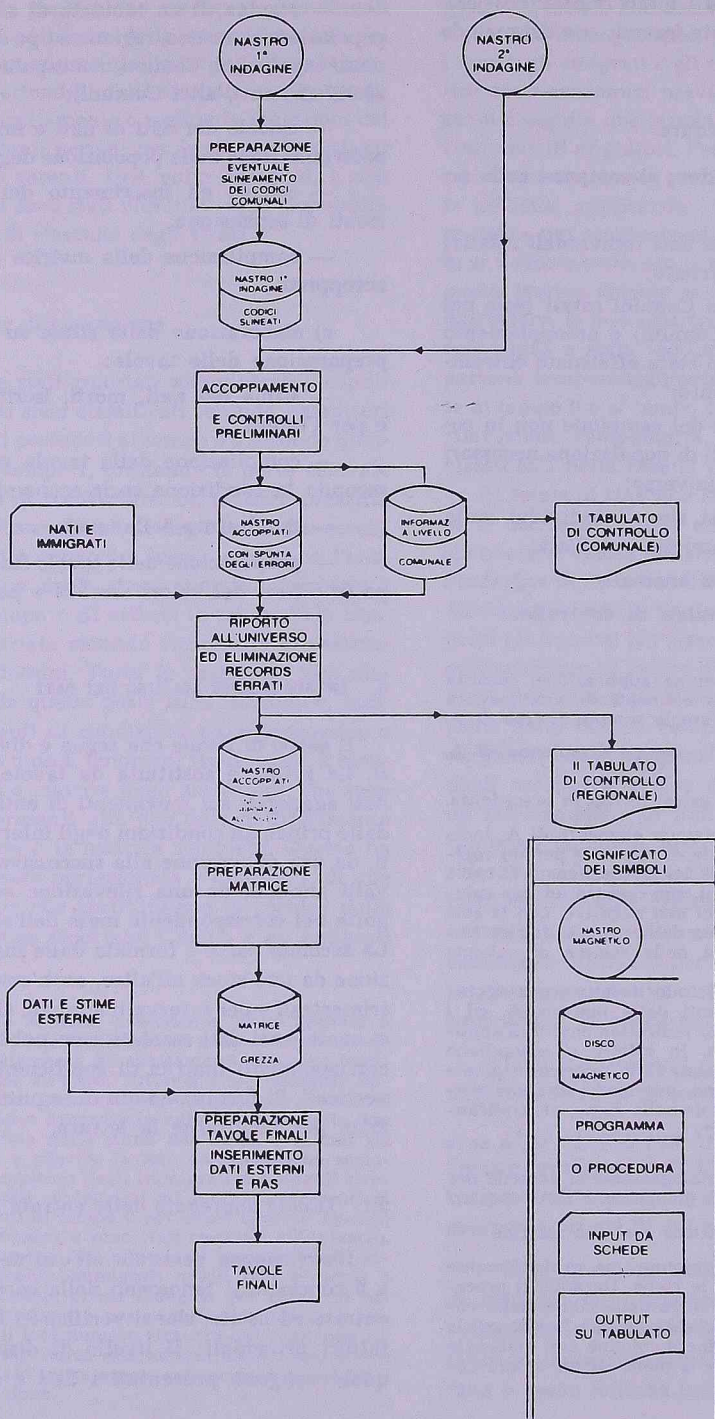 NASTRO
1ª
INDAGINE
NASTRO
2ª
INDAGINE
PREPARAZIONE
EVENTUALE
SLINEAMENTO
DEI CODICI
COMUNALI
NASTRO 1ª
INDAGINE
CODICI
SLINEATI
ACCOPPIAMENTO
E CONTROLLI
PRELIMINARI
NATI E
IMMIGRATI
NASTRO
ACCOPPIATI
CON SPUNTA
DEGLI ERRORI
INFORMAZ
A LIVELLO
COMUNALE
I TABULATO
DI CONTROLLO
(COMUNALE)
RIPORTO
ALL'UNIVERSO
ED ELIMINAZIONE
RECORDS
ERRATI
NASTRO
ACCOPPIATI
II TABULATO
DI CONTROLLO
(REGIONALE)
PREPARAZIONE
MATRICE
DATI E STIME
ESTERNE
MATRICE
GREZZA
PREPARAZIONE
TAVOLE FINALI
INSERIMENTO
DATI ESTERNI
E RAS
TAVOLE
FINALI
SIGNIFICATO
DEI SIMBOLI
NASTRO
MAGNETICO
DISCO
MAGNETICO
PROGRAMMA
O PROCEDURA
INPUT DA
SCHEDE
OUTPUT
SU TABULATO